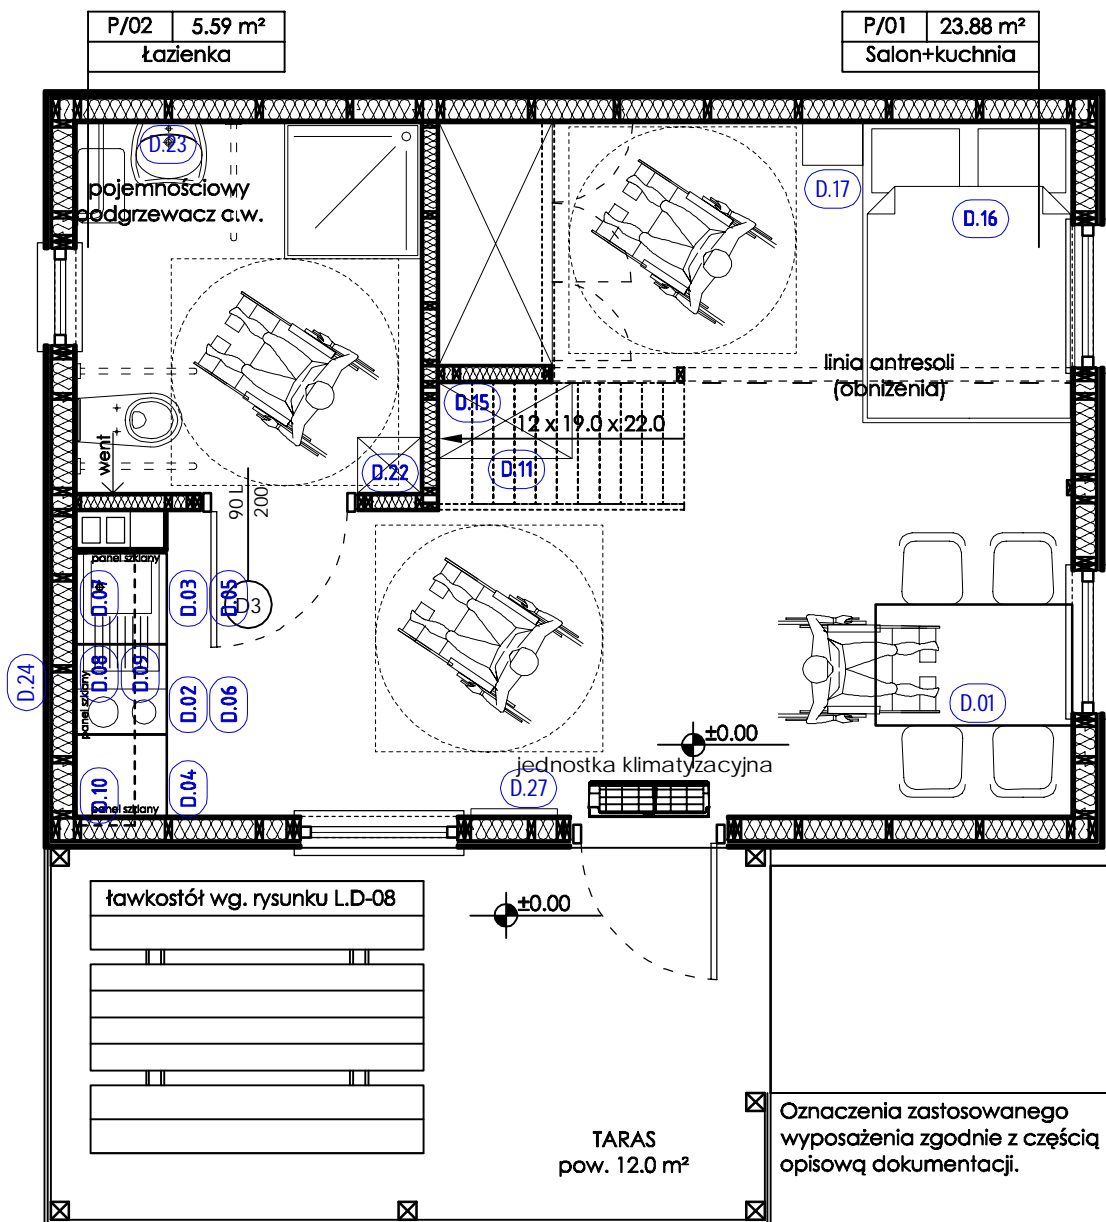 P/02 5.59 m²
Łazienka
P/01 23.88 m²
Salon+kuchnia
D.23
pojemnościowy
podgrzewacz c.w.
D.17
D.16
linia antresoli
(obniżenia)
D.15
12 x 19.0 x 22.0
D.11
D.22
went
90 L
200
D3
panel szklany
D.07
D.03
D.05
D.08
D.09
D.24
panel szklany
D.02
D.06
D.01
±0.00
jednostka klimatyzacyjna
D.10
D.04
D.27
panel szklany
ławkostół wg. rysunku L.D-08
±0.00
TARAS
pow. 12.0 m²
Oznaczenia zastosowanego
wyposażenia zgodnie z częścią
opisową dokumentacji.